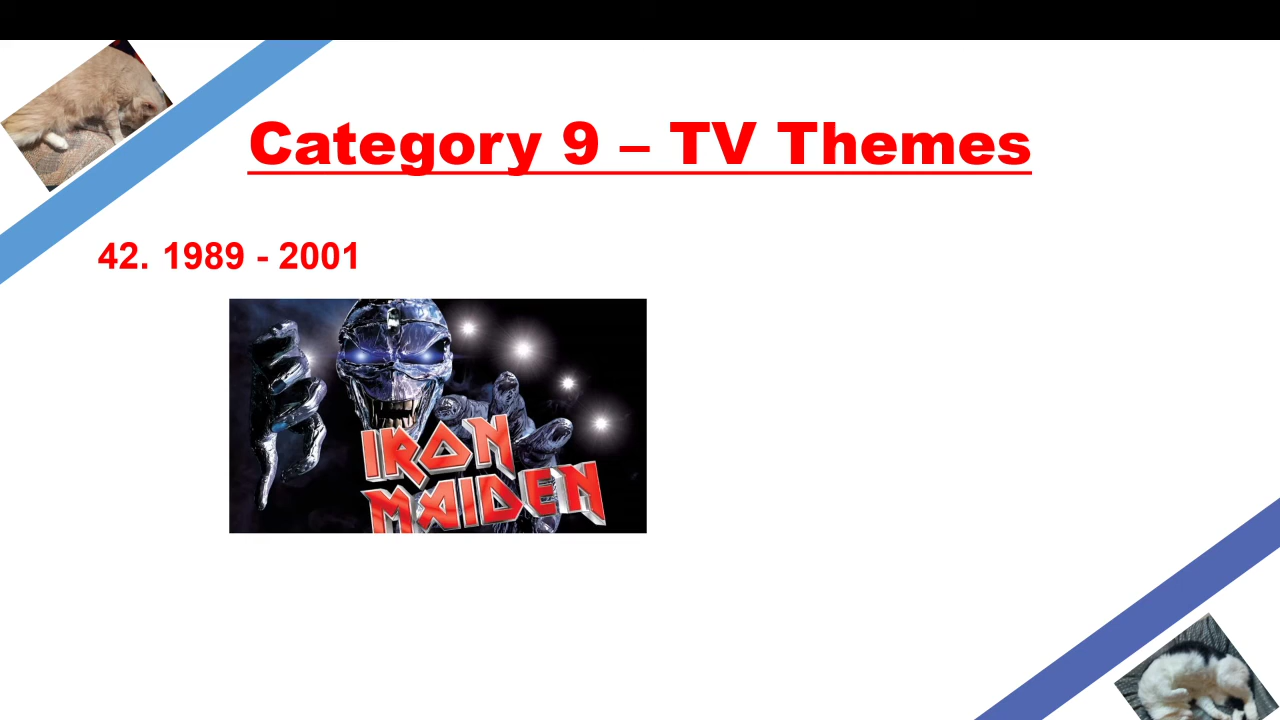 Category 9 – TV Themes
42. 1989 - 2001
IRON
MAIDEN